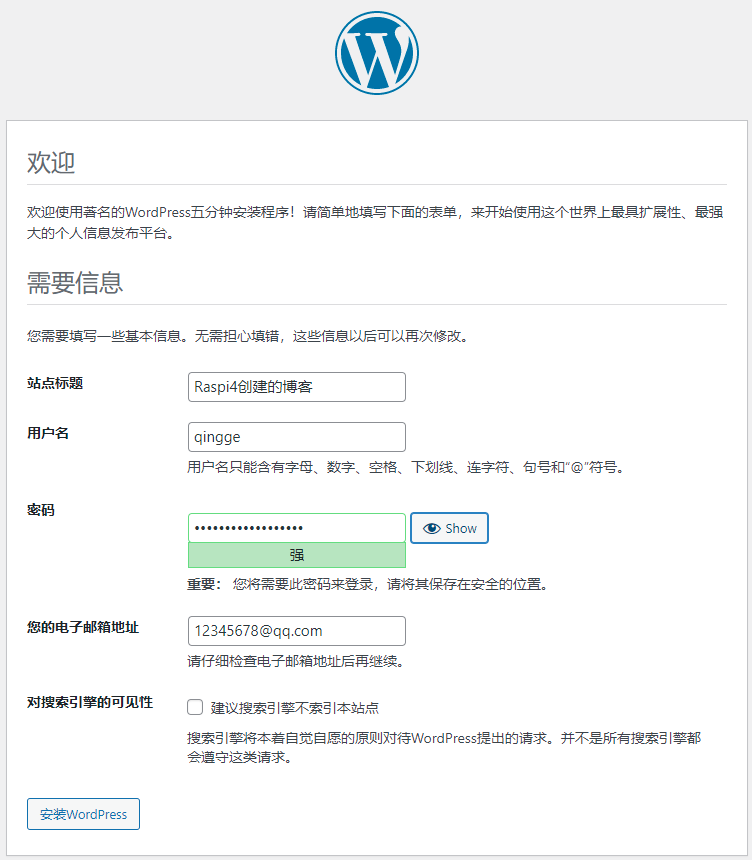 欢迎
欢迎使用著名的WordPress五分钟安装程序！请简单地填写下面的表单，来开始使用这个世界上最具扩展性、最强
大的个人信息发布平台。
需要信息
您需要填写一些基本信息。无需担心填错，这些信息以后可以再次修改。
站点标题 Raspi4创建的博客
用户名 qingge
用户名只能含有字母、数字、空格、下划线、连字符、句号和“@”符号。
密码 •••••••••••••••••• Show
强
重要： 您将需要此密码来登录，请将其保存在安全的位置。
您的电子邮箱地址 12345678@qq.com
请仔细检查电子邮箱地址后再继续。
对搜索引擎的可见性 建议搜索引擎不索引本站点
搜索引擎将本着自觉自愿的原则对待WordPress提出的请求。并不是所有搜索引擎都
会遵守这类请求。
安装WordPress